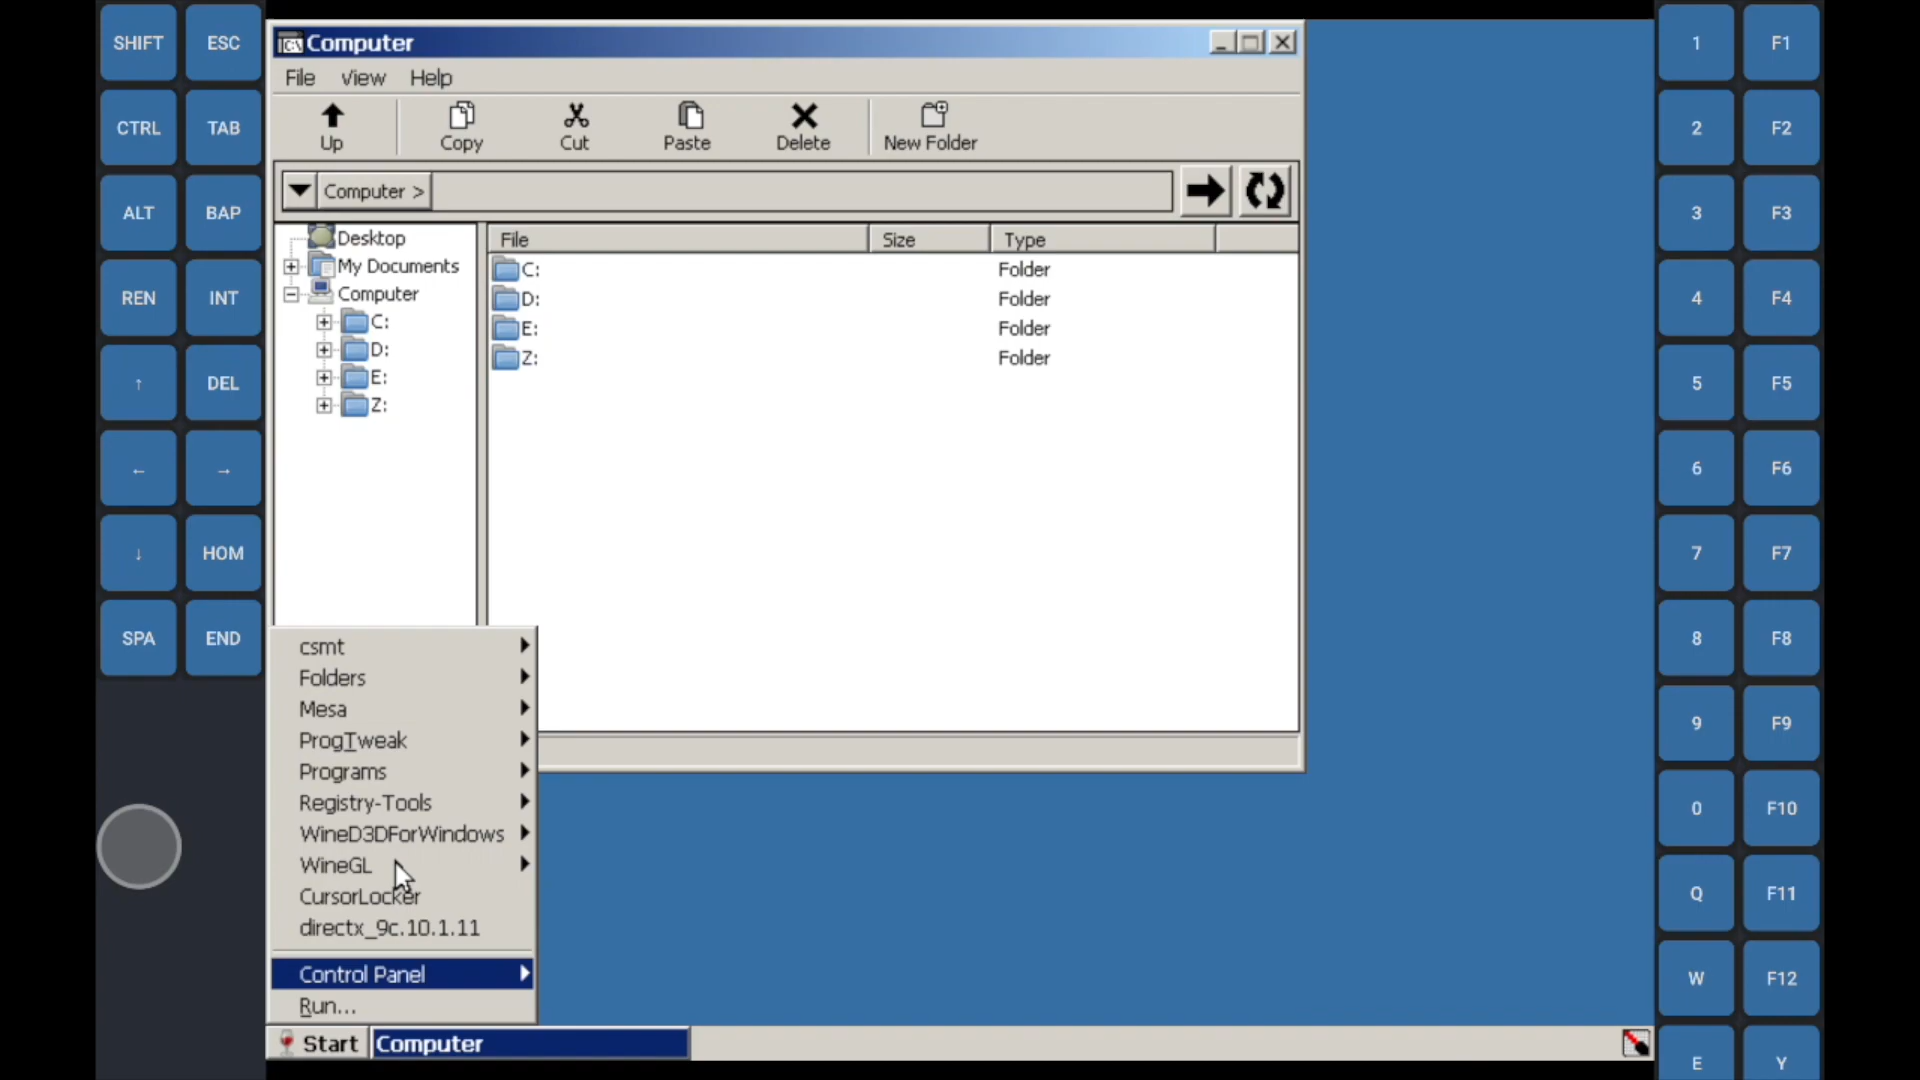 SHIFT ESC
CTRL TAB
ALT BAP
REN INT
↑ DEL
← →
↓ HOM
SPA END
Computer
File View Help
Up Copy Cut Paste Delete New Folder
Computer >
Desktop
My Documents
Computer
C:
D:
E:
Z:
File Size Type
C: Folder
D: Folder
E: Folder
Z: Folder
csmt
Folders
Mesa
ProgTweak
Programs
Registry-Tools
WineD3DForWindows
WineGL
CursorLocker
directx_9c.10.1.11
Control Panel
Run...
Start Computer
1 F1
2 F2
3 F3
4 F4
5 F5
6 F6
7 F7
8 F8
9 F9
0 F10
Q F11
W F12
E Y